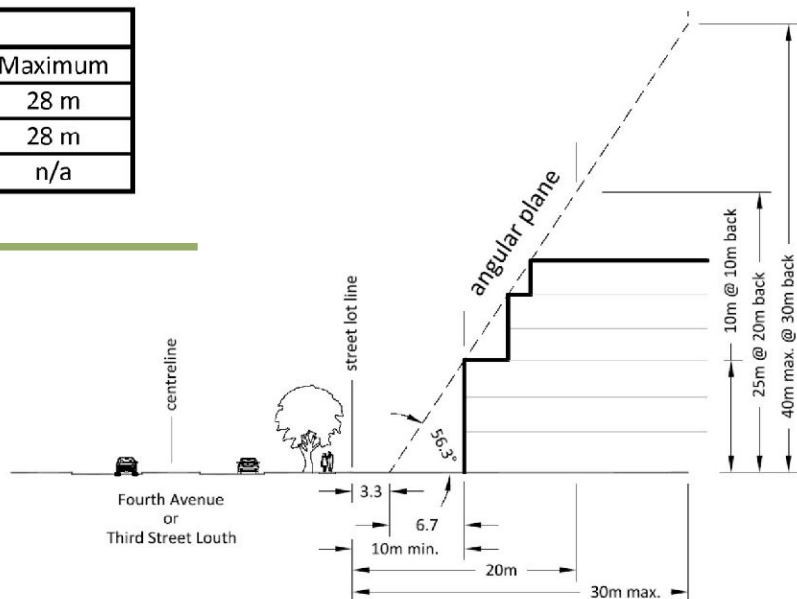 Maximum
28 m
28 m
n/a
angular plane
street lot line
centreline
56.3°
10m @ 10m back
25m @ 20m back
40m max. @ 30m back
Fourth Avenue
or
Third Street Louth
3.3
6.7
10m min.
20m
30m max.